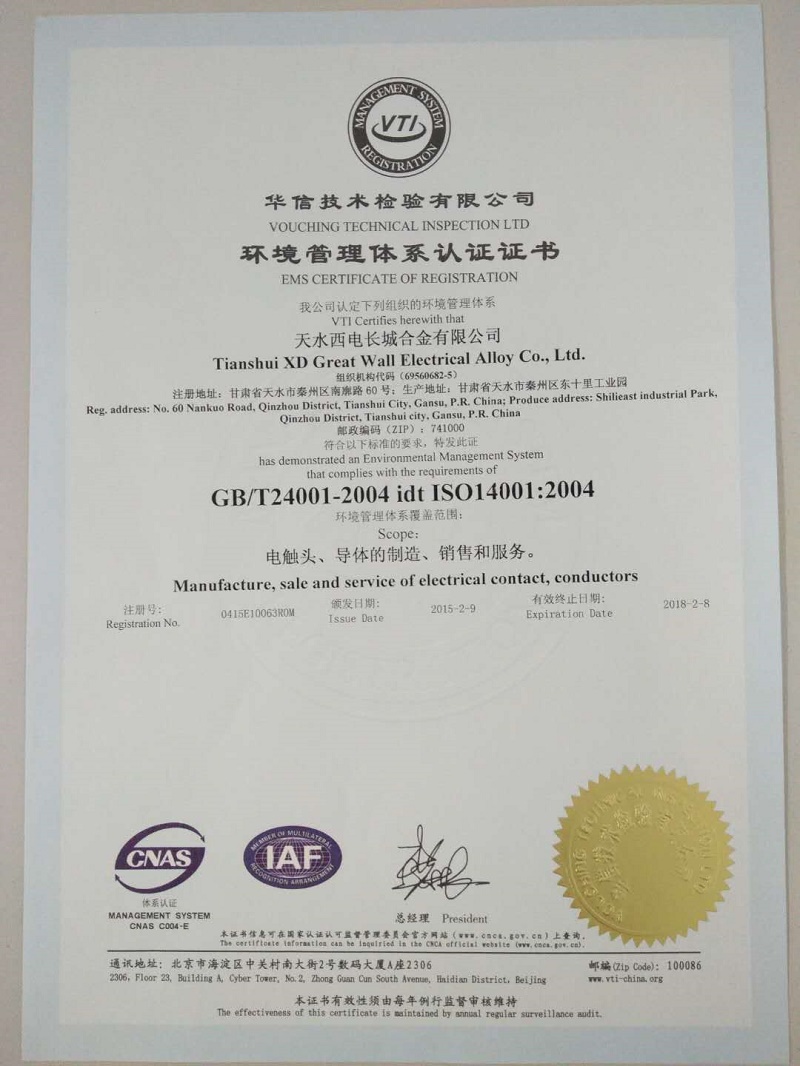 MANAGEMENT SYSTEM
VTI
REGISTRATION
华信技术检验有限公司
VOUCHING TECHNICAL INSPECTION LTD
环境管理体系认证证书
EMS CERTIFICATE OF REGISTRATION
我公司认定下列组织的环境管理体系
VTI Certifies herewith that
天水西电长城合金有限公司
Tianshui XD Great Wall Electrical Alloy Co., Ltd.
组织机构代码（69560682-5）
注册地址：甘肃省天水市秦州区南廓路 60 号；生产地址：甘肃省天水市秦州区东十里工业园
Reg. address: No. 60 Nankuo Road, Qinzhou District, Tianshui City, Gansu, P.R. China; Produce address: Shilieast industrial Park,
Qinzhou District, Tianshui city, Gansu, P.R. China
邮政编码（ZIP）：741000
符合以下标准的要求，特发此证
has demonstrated an Environmental Management System
that complies with the requirements of
GB/T24001-2004 idt ISO14001:2004
环境管理体系覆盖范围：
Scope:
电触头、导体的制造、销售和服务。
Manufacture, sale and service of electrical contact, conductors
注册号： 颁发日期： 有效终止日期：
0415E10063R0M 2015-2-9 2018-2-8
Registration No. Issue Date Expiration Date
CNAS
体系认证
MANAGEMENT SYSTEM
CNAS C004-E
MEMBER OF MULTILATERAL
IAF
RECOGNITION ARRANGEMENT
总经理 President
本证书信息可在国家认证认可监督管理委员会官方网站（www.cnca.gov.cn）上查询。
The certificate information can be inquiried in the CNCA official website (www.cnca.gov.cn).
通讯地址：北京市海淀区中关村南大街2号数码大厦A座2306 邮编(Zip Code): 100086
2306, Floor 23, Building A, Cyber Tower, No.2, Zhong Guan Cun South Avenue, Haidian District, Beijing www.vti-china.org
本证书有效性须由每年例行监督审核维持
The effectiveness of this certificate is maintained by annual regular surveillance audit.